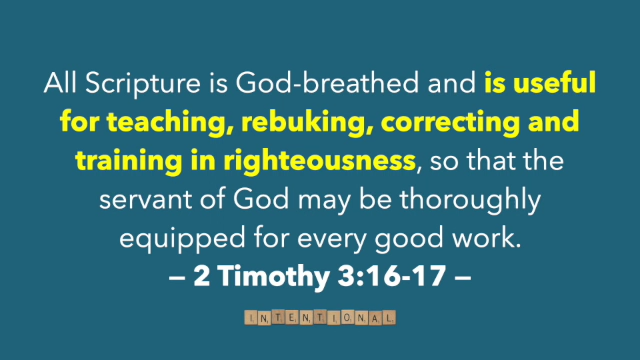 All Scripture is God-breathed and is useful
for teaching, rebuking, correcting and
training in righteousness, so that the
servant of God may be thoroughly
equipped for every good work.
– 2 Timothy 3:16-17 –
INTENTIONAL